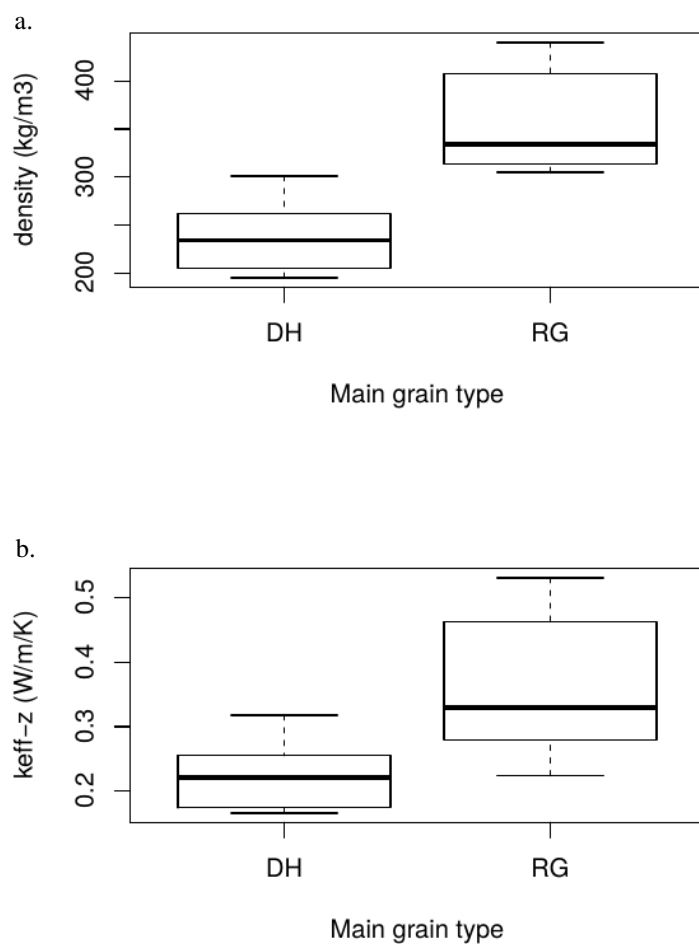 a.
density (kg/m3)
400
300
200
DH
RG
Main grain type
b.
keff−z (W/m/K)
0.5
0.4
0.3
0.2
DH
RG
Main grain type